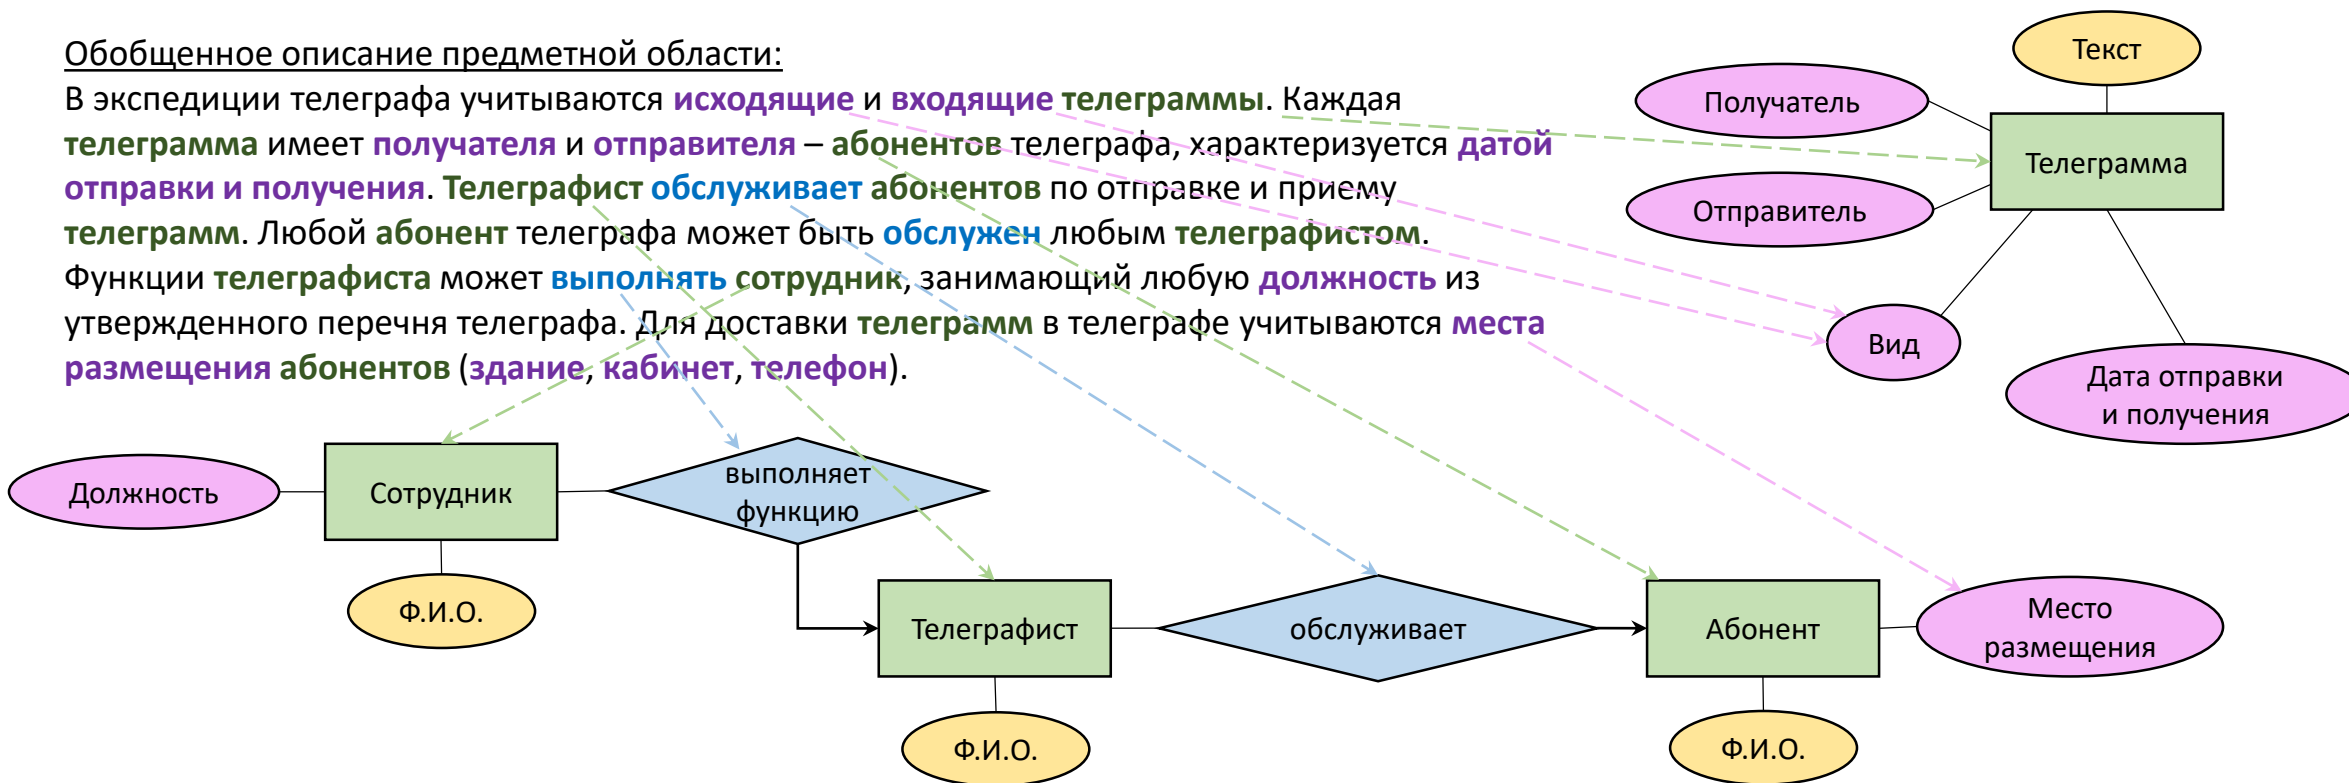 Обобщенное описание предметной области:
В экспедиции телеграфа учитываются исходящие и входящие телеграммы. Каждая
телеграмма имеет получателя и отправителя – абонентов телеграфа, характеризуется датой
отправки и получения. Телеграфист обслуживает абонентов по отправке и приему
телеграмм. Любой абонент телеграфа может быть обслужен любым телеграфистом.
Функции телеграфиста может выполнять сотрудник, занимающий любую должность из
утвержденного перечня телеграфа. Для доставки телеграмм в телеграфе учитываются места
размещения абонентов (здание, кабинет, телефон).
Текст
Получатель
Телеграмма
Отправитель
Вид
Дата отправки
и получения
Должность
Сотрудник
выполняет
функцию
Ф.И.О.
Телеграфист
обслуживает
Абонент
Место
размещения
Ф.И.О.
Ф.И.О.